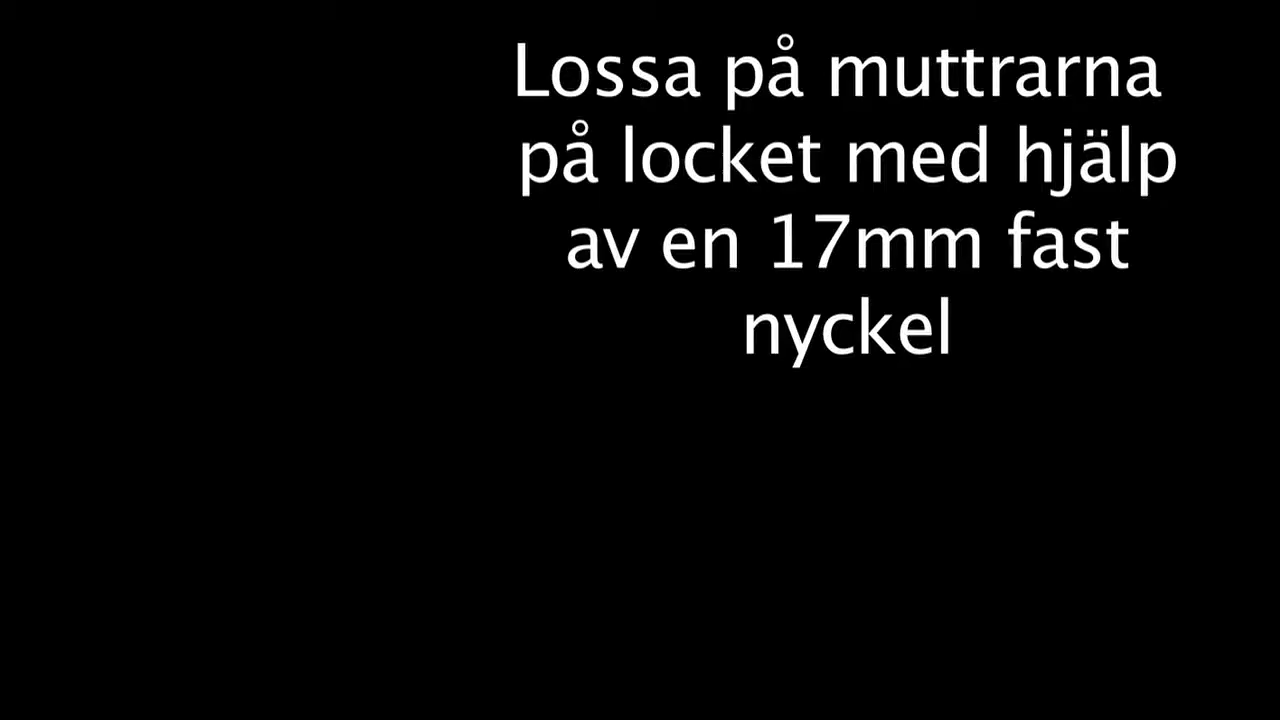 Lossa på muttrarna
på locket med hjälp
av en 17mm fast
nyckel